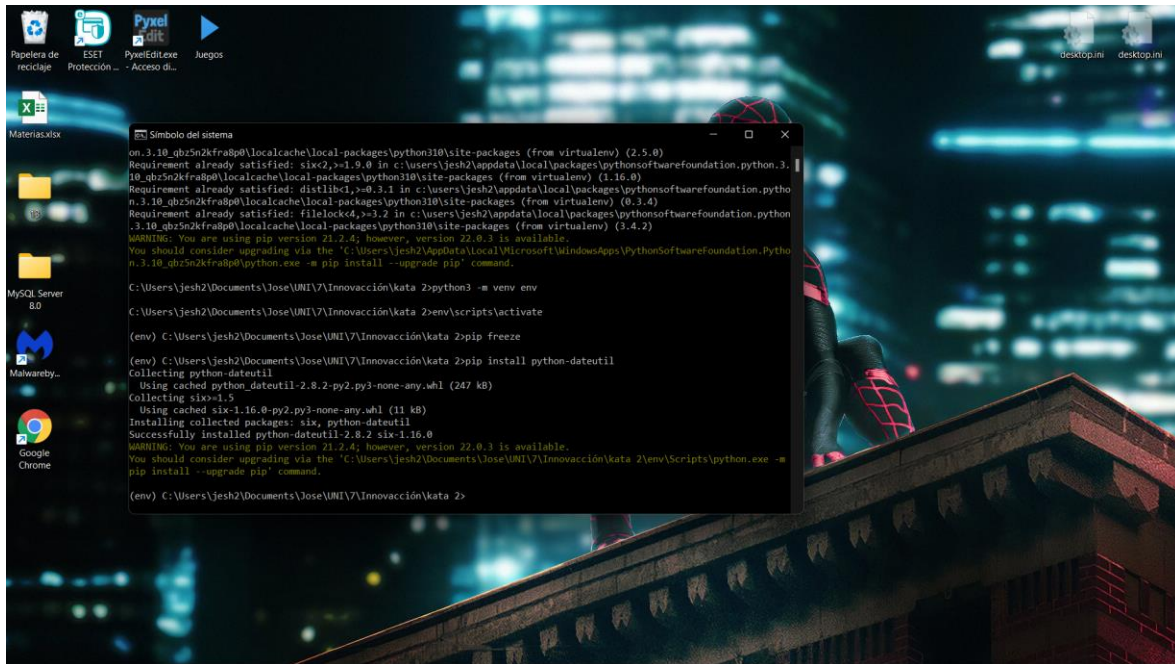 Papelera de
reciclaje
ESET
Protección ...
Pyxel
Edit
PyxelEdit.exe
- Acceso di...
Juegos
desktop.ini
desktop.ini
Materias.xlsx
MySQL Server
8.0
Malwareby...
Google
Chrome
Símbolo del sistema
on.3.10_qbz5n2kfra8p0\localcache\local-packages\python310\site-packages (from virtualenv) (2.5.0)
Requirement already satisfied: six<2,>=1.9.0 in c:\users\jesh2\appdata\local\packages\pythonsoftwarefoundation.python.3.
10_qbz5n2kfra8p0\localcache\local-packages\python310\site-packages (from virtualenv) (1.16.0)
Requirement already satisfied: distlib<1,>=0.3.1 in c:\users\jesh2\appdata\local\packages\pythonsoftwarefoundation.pytho
n.3.10_qbz5n2kfra8p0\localcache\local-packages\python310\site-packages (from virtualenv) (0.3.4)
Requirement already satisfied: filelock<4,>=3.2 in c:\users\jesh2\appdata\local\packages\pythonsoftwarefoundation.python
.3.10_qbz5n2kfra8p0\localcache\local-packages\python310\site-packages (from virtualenv) (3.4.2)
WARNING: You are using pip version 21.2.4; however, version 22.0.3 is available.
You should consider upgrading via the 'C:\Users\jesh2\AppData\Local\Microsoft\WindowsApps\PythonSoftwareFoundation.Pytho
n.3.10_qbz5n2kfra8p0\python.exe -m pip install --upgrade pip' command.
C:\Users\jesh2\Documents\Jose\UNI\7\Innovacción\kata 2>python3 -m venv env
C:\Users\jesh2\Documents\Jose\UNI\7\Innovacción\kata 2>env\scripts\activate
(env) C:\Users\jesh2\Documents\Jose\UNI\7\Innovacción\kata 2>pip freeze
(env) C:\Users\jesh2\Documents\Jose\UNI\7\Innovacción\kata 2>pip install python-dateutil
Collecting python-dateutil
Using cached python_dateutil-2.8.2-py2.py3-none-any.whl (247 kB)
Collecting six>=1.5
Using cached six-1.16.0-py2.py3-none-any.whl (11 kB)
Installing collected packages: six, python-dateutil
Successfully installed python-dateutil-2.8.2 six-1.16.0
WARNING: You are using pip version 21.2.4; however, version 22.0.3 is available.
You should consider upgrading via the 'C:\Users\jesh2\Documents\Jose\UNI\7\Innovacción\kata 2\env\Scripts\python.exe -m
pip install --upgrade pip' command.
(env) C:\Users\jesh2\Documents\Jose\UNI\7\Innovacción\kata 2>